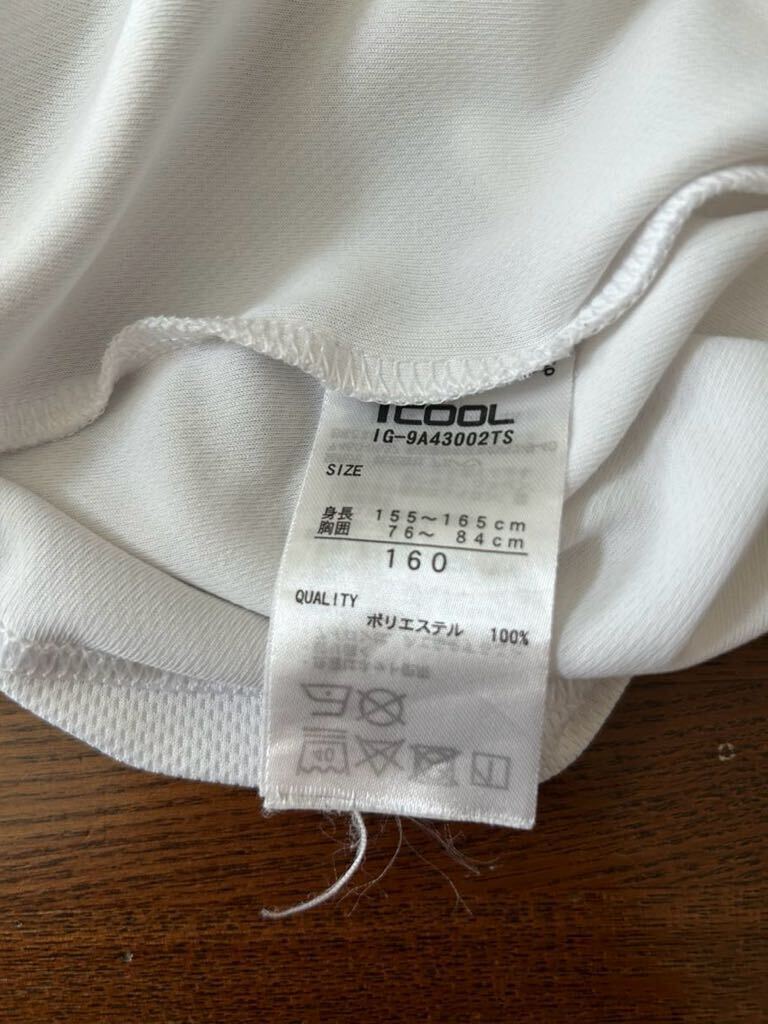 IG-9A43002TS
SIZE
身長 155~165cm
胸囲 76~ 84cm
160
QUALITY
ポリエステル 100%
40